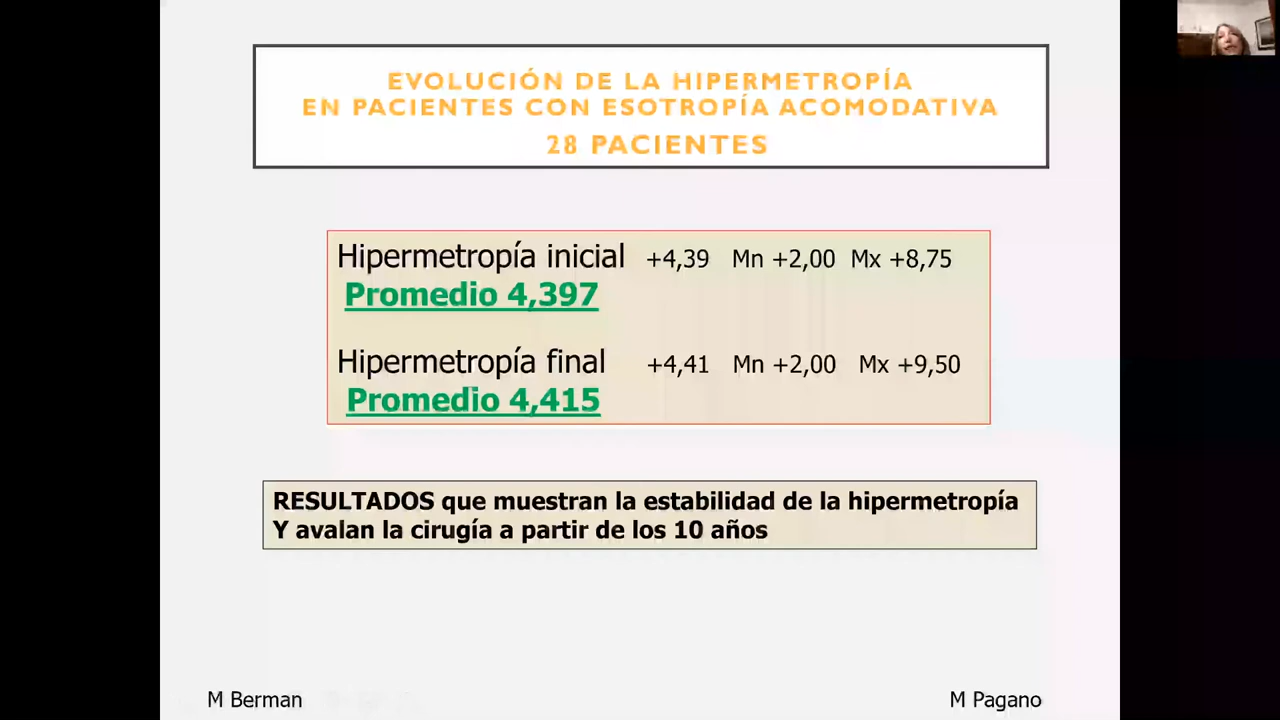 EVOLUCIÓN DE LA HIPERMETROPÍA
EN PACIENTES CON ESOTROPÍA ACOMODATIVA
28 PACIENTES
Hipermetropía inicial +4,39 Mn +2,00 Mx +8,75
Promedio 4,397
Hipermetropía final +4,41 Mn +2,00 Mx +9,50
Promedio 4,415
RESULTADOS que muestran la estabilidad de la hipermetropía
Y avalan la cirugía a partir de los 10 años
M Berman
M Pagano